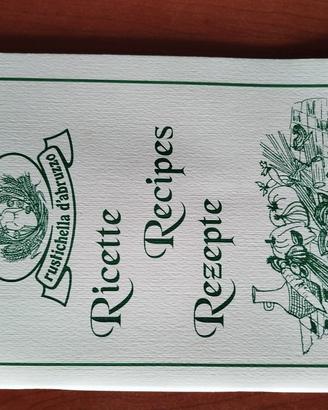 rustichella d'abruzzo
Ricette
Recipes
Rezepte